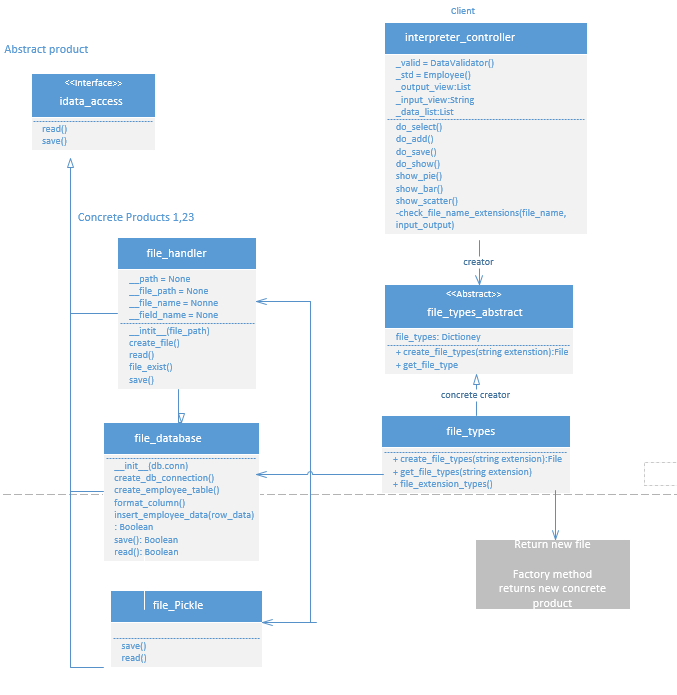 Client
interpreter_controller
_valid = DataValidator()
_std = Employee()
_output_view:List
_input_view:String
_data_list:List
do_select()
do_add()
do_save()
do_show()
show_pie()
show_bar()
show_scatter()
-check_file_name_extensions(file_name,
input_output)
Abstract product
<<Interface>>
idata_access
read()
save()
Concrete Products 1,23
file_handler
__path = None
__file_path = None
__file_name = Nonne
__field_name = None
__intit__(file_path)
create_file()
read()
file_exist()
save()
creator
<<Abstract>>
file_types_abstract
file_types: Dictioney
+ create_file_types(string extenstion):File
+ get_file_type
concrete creator
file_types
+ create_file_types(string extension):File
+ get_file_types(string extension)
+ file_extension_types()
file_database
__init__(db.conn)
create_db_connection()
create_employee_table()
format_column()
insert_employee_data(row_data)
: Boolean
save(): Boolean
read(): Boolean
Return new file
Factory method
returns new concrete
product
file_Pickle
save()
read()